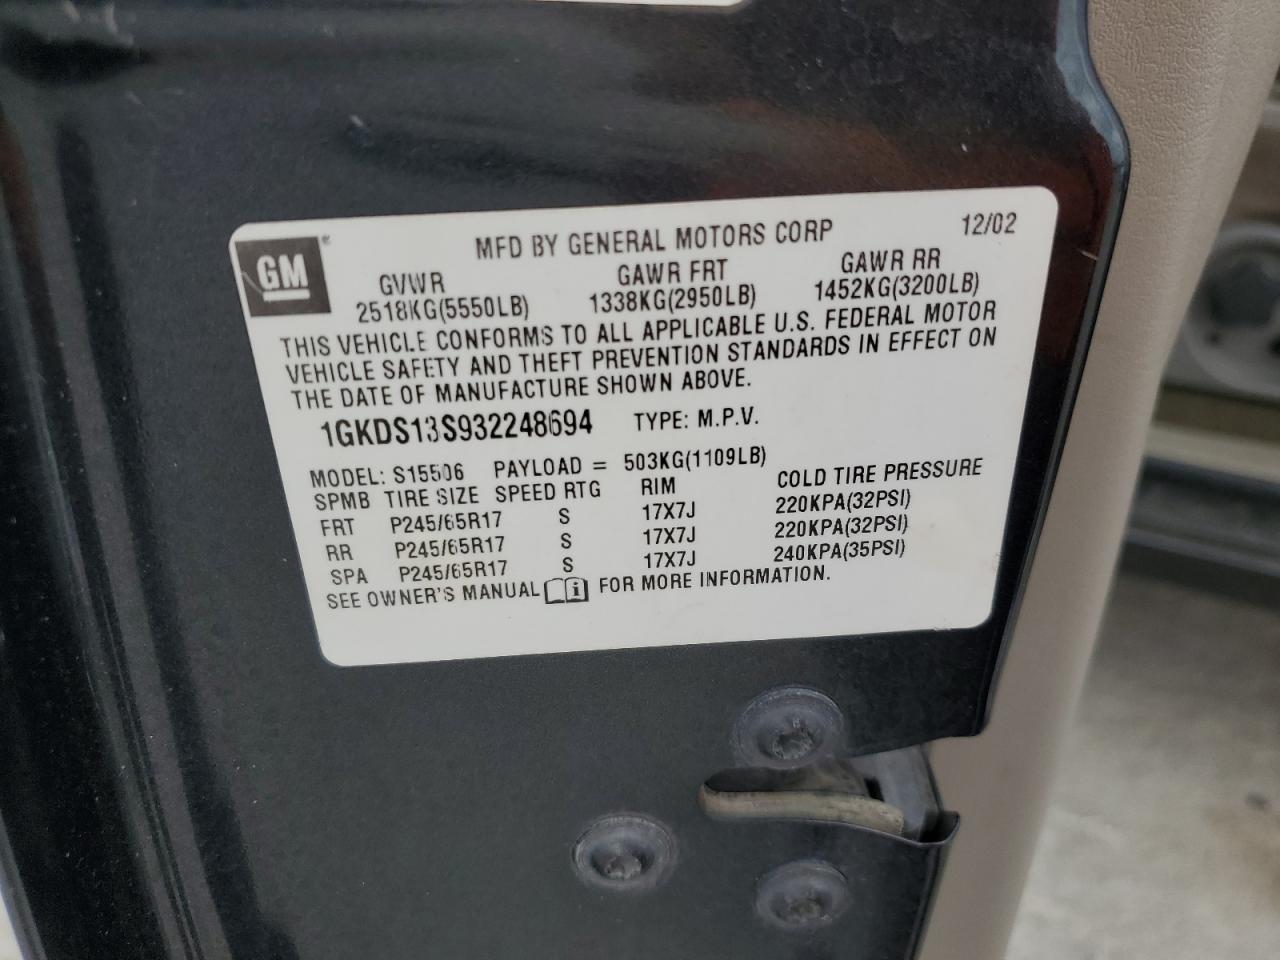 GM
MFD BY GENERAL MOTORS CORP 12/02
GVWR GAWR FRT GAWR RR
2518KG(5550LB) 1338KG(2950LB) 1452KG(3200LB)
THIS VEHICLE CONFORMS TO ALL APPLICABLE U.S. FEDERAL MOTOR
VEHICLE SAFETY AND THEFT PREVENTION STANDARDS IN EFFECT ON
THE DATE OF MANUFACTURE SHOWN ABOVE.
1GKDS13S932248694 TYPE: M.P.V.
MODEL: S15506 PAYLOAD = 503KG(1109LB)
SPMB TIRE SIZE SPEED RTG RIM COLD TIRE PRESSURE
FRT P245/65R17 S 17X7J 220KPA(32PSI)
RR P245/65R17 S 17X7J 220KPA(32PSI)
SPA P245/65R17 S 17X7J 240KPA(35PSI)
SEE OWNER'S MANUAL FOR MORE INFORMATION.